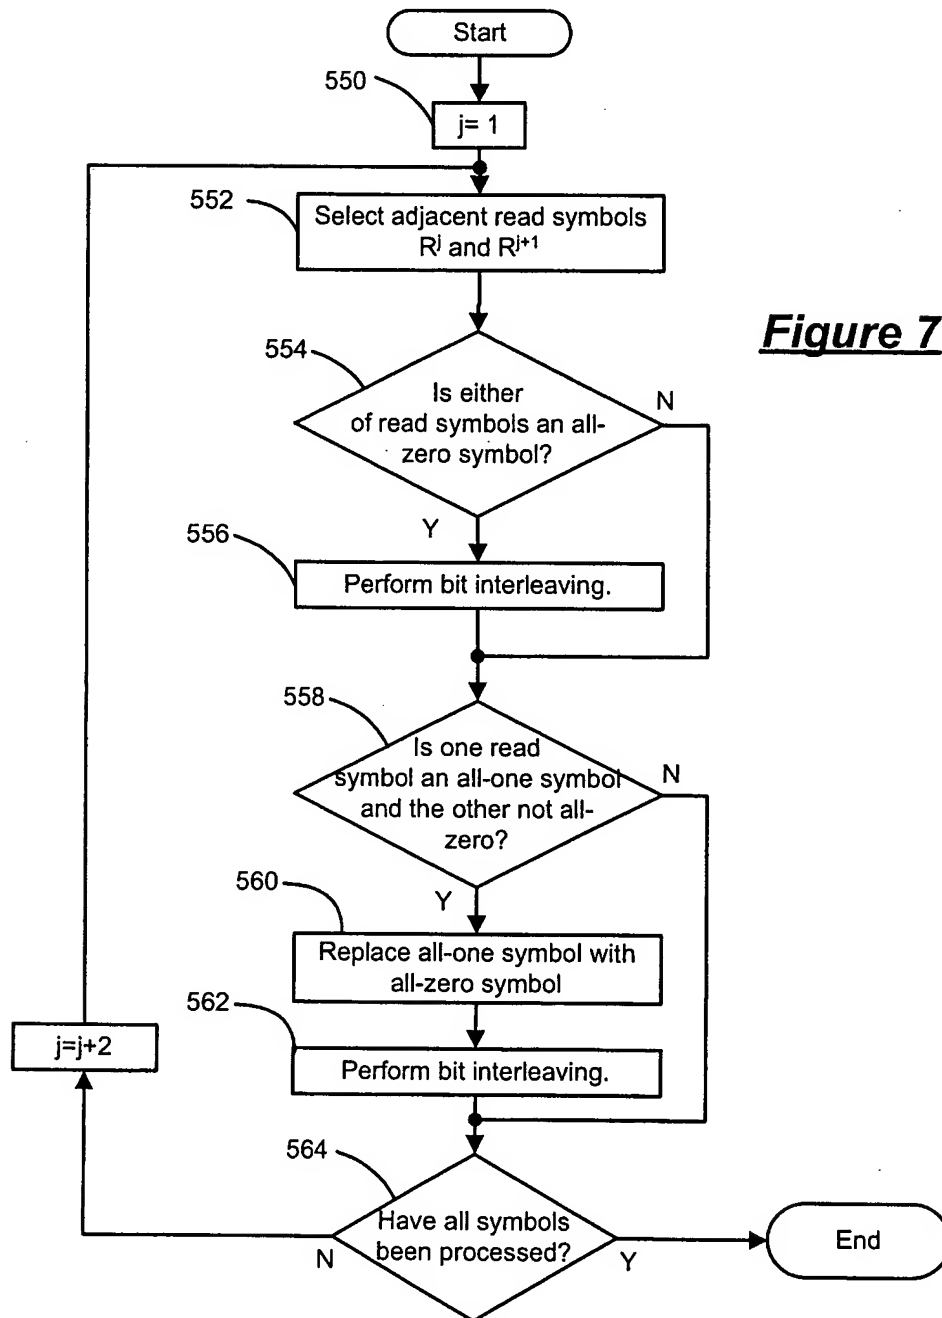 Start
550
j= 1
552
Select adjacent read symbols
Rʲ and Rʲ⁺¹
Figure 7
554
Is either
of read symbols an all-
zero symbol?
N
Y
556
Perform bit interleaving.
558
Is one read
symbol an all-one symbol
and the other not all-
zero?
N
Y
560
Replace all-one symbol with
all-zero symbol
562
j=j+2
Perform bit interleaving.
564
Have all symbols
been processed?
N
Y
End